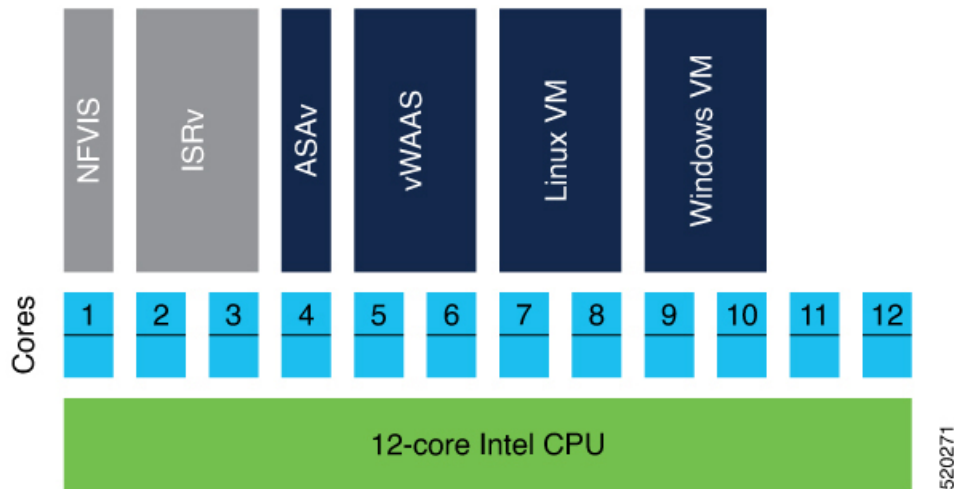 NFVIS
ISRv
ASAv
vWAAS
Linux VM
Windows VM
Cores
1 2 3 4 5 6 7 8 9 10 11 12
12-core Intel CPU
520271